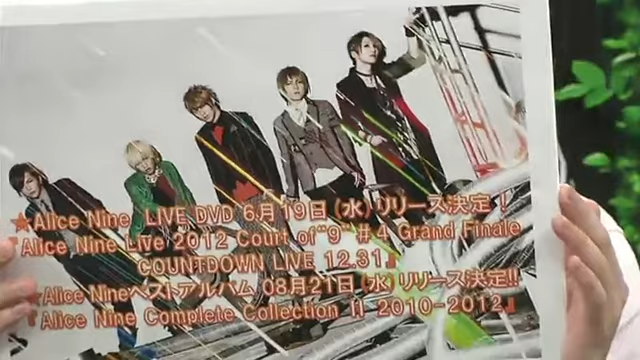 ★Alice Nine LIVE DVD 6月19日(水)リリース決定!
『Alice Nine Live 2012 Court of"9"#4 Grand Finale
COUNTDOWN LIVE 12.31』
★Alice Nineベストアルバム 08月21日(水)リリース決定!!
『Alice Nine Complete Collection II 2010-2012』